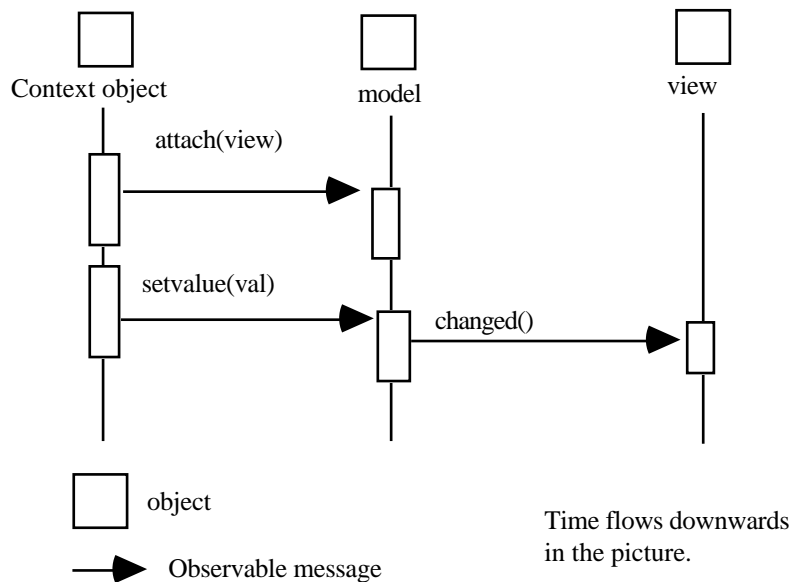 Context object
model
view
attach(view)
setvalue(val)
changed()
object
Observable message
Time flows downwards
in the picture.